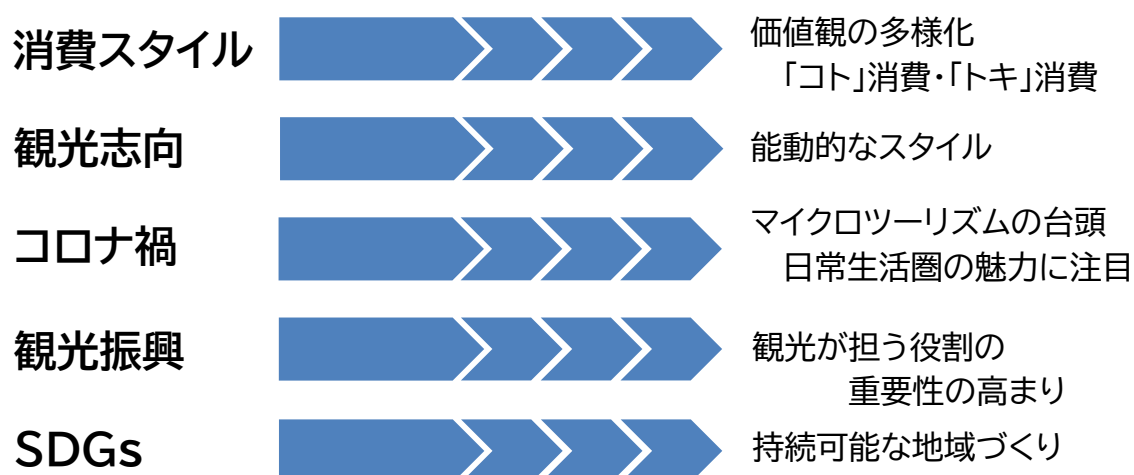 消費スタイル
価値観の多様化
「コト」消費・「トキ」消費
観光志向
能動的なスタイル
コロナ禍
マイクロツーリズムの台頭
日常生活圏の魅力に注目
観光振興
観光が担う役割の
重要性の高まり
SDGs
持続可能な地域づくり